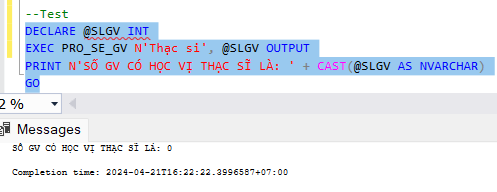 --Test
DECLARE @SLGV INT
EXEC PRO_SE_GV N'Thạc sĩ', @SLGV OUTPUT
PRINT N'SỐ GV CÓ HỌC VỊ THẠC SĨ LÀ: ' + CAST(@SLGV AS NVARCHAR)
GO
2 %
Messages
SỐ GV CÓ HỌC VỊ THẠC SĨ LÀ: 0
Completion time: 2024-04-21T16:22:22.3996587+07:00